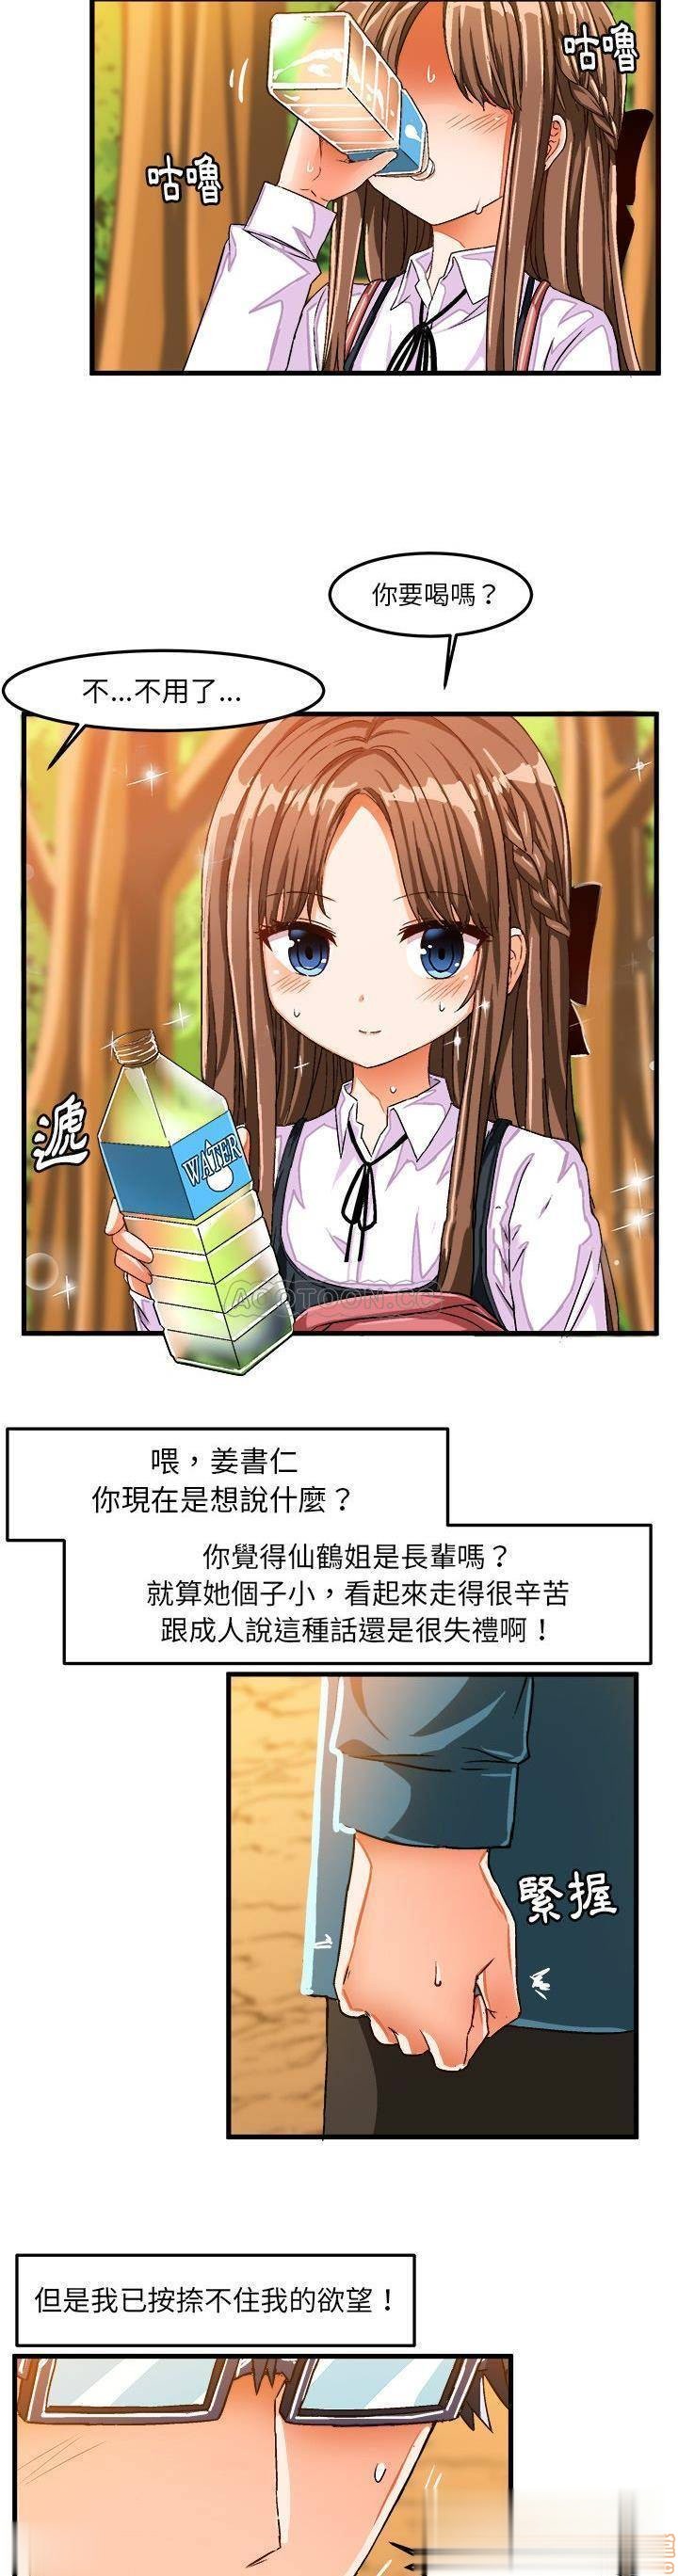 咕嚕
咕嚕
你要喝嗎？
不...不用了...
遞
WATER
AGOTOON.CC
喂，姜書仁
你現在是想說什麼？
你覺得仙鶴姐是長輩嗎？
就算她個子小，看起來走得很辛苦
跟成人說這種話還是很失禮啊！
緊握
但是我已按捺不住我的欲望！